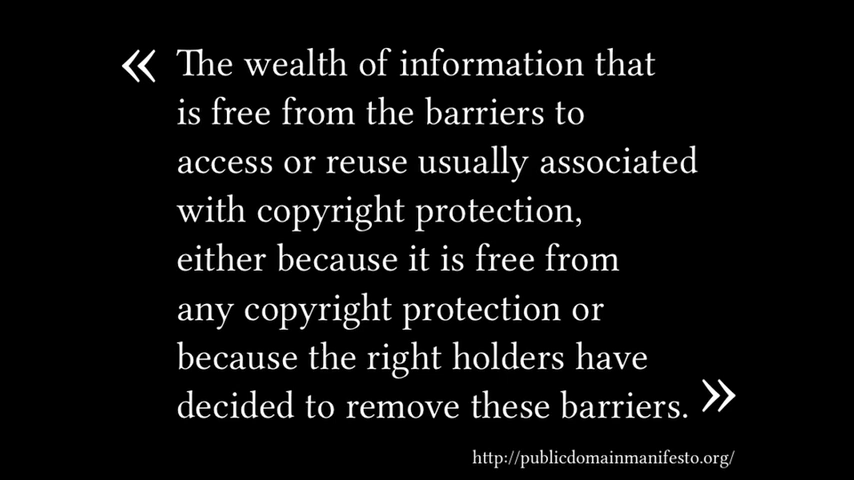 « The wealth of information that
is free from the barriers to
access or reuse usually associated
with copyright protection,
either because it is free from
any copyright protection or
because the right holders have
decided to remove these barriers. »
http://publicdomainmanifesto.org/